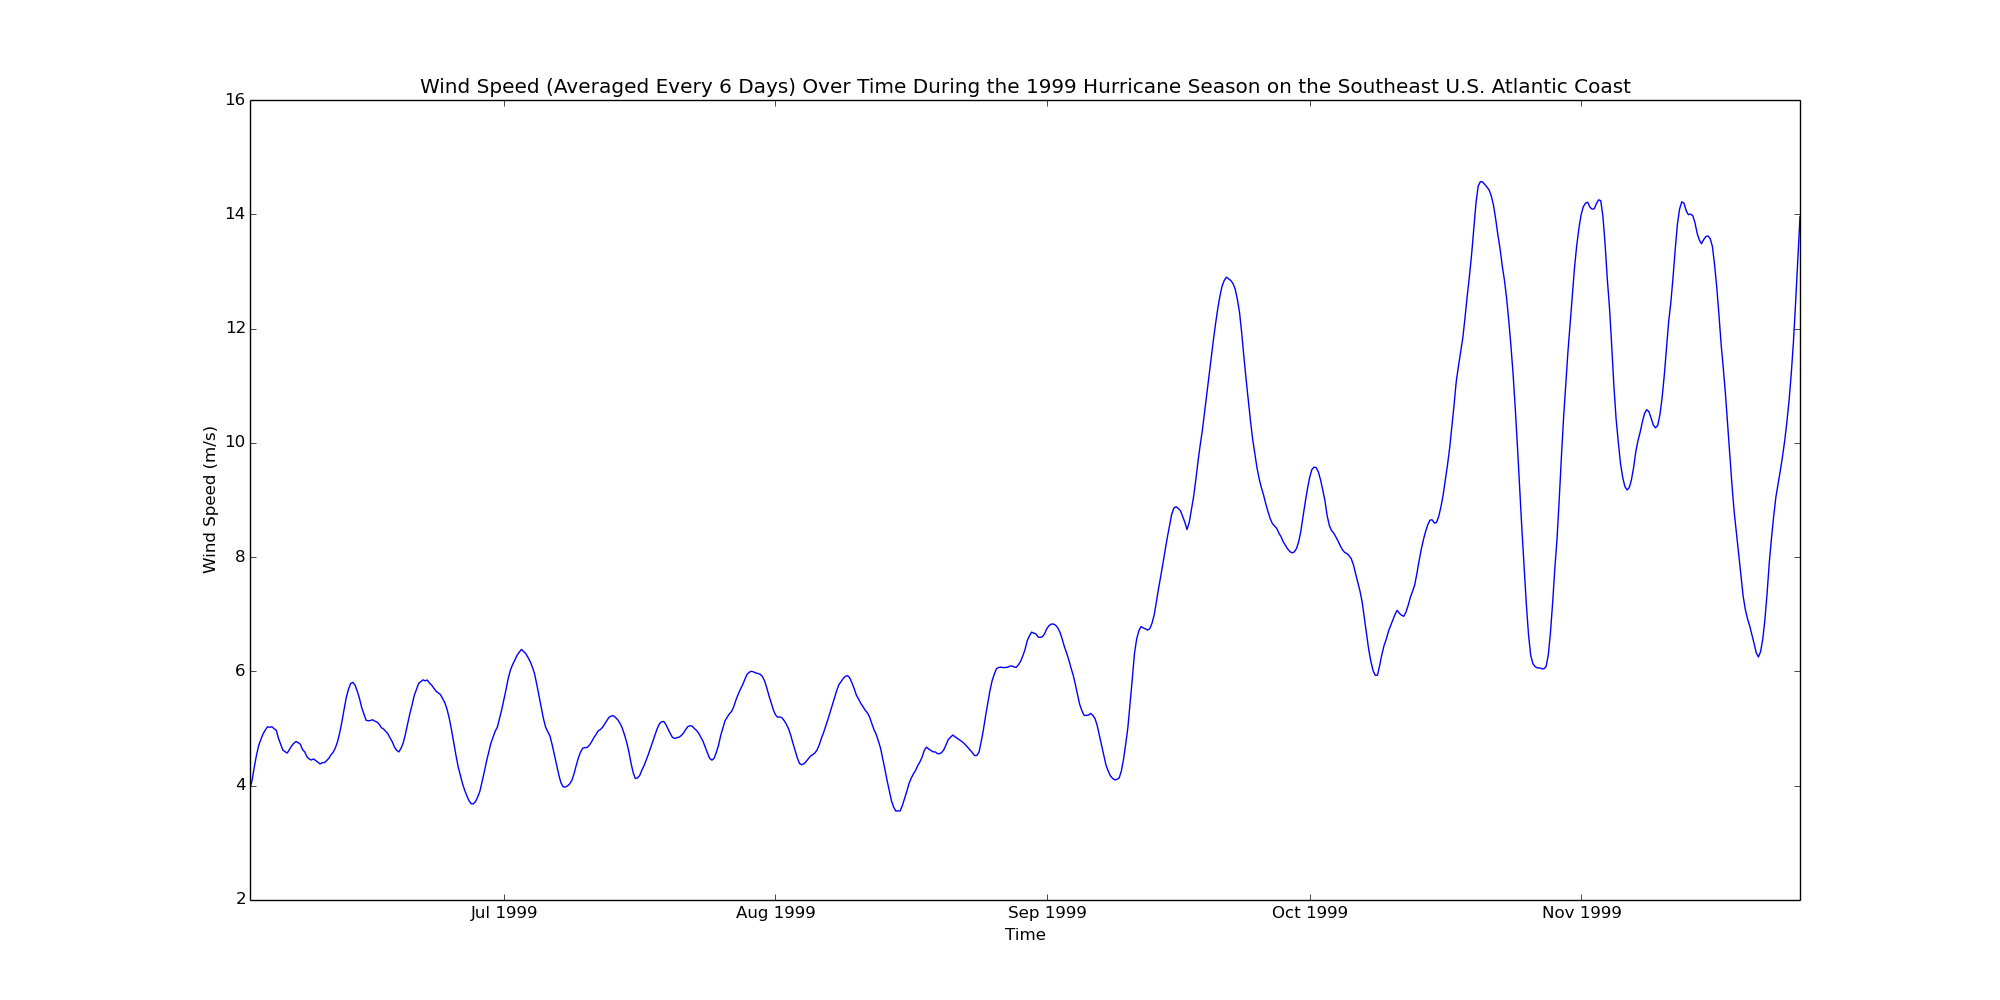 Wind Speed (Averaged Every 6 Days) Over Time During the 1999 Hurricane Season on the Southeast U.S. Atlantic Coast
16
14
12
10
8
6
4
2
Wind Speed (m/s)
Jul 1999 Aug 1999 Sep 1999 Oct 1999 Nov 1999
Time